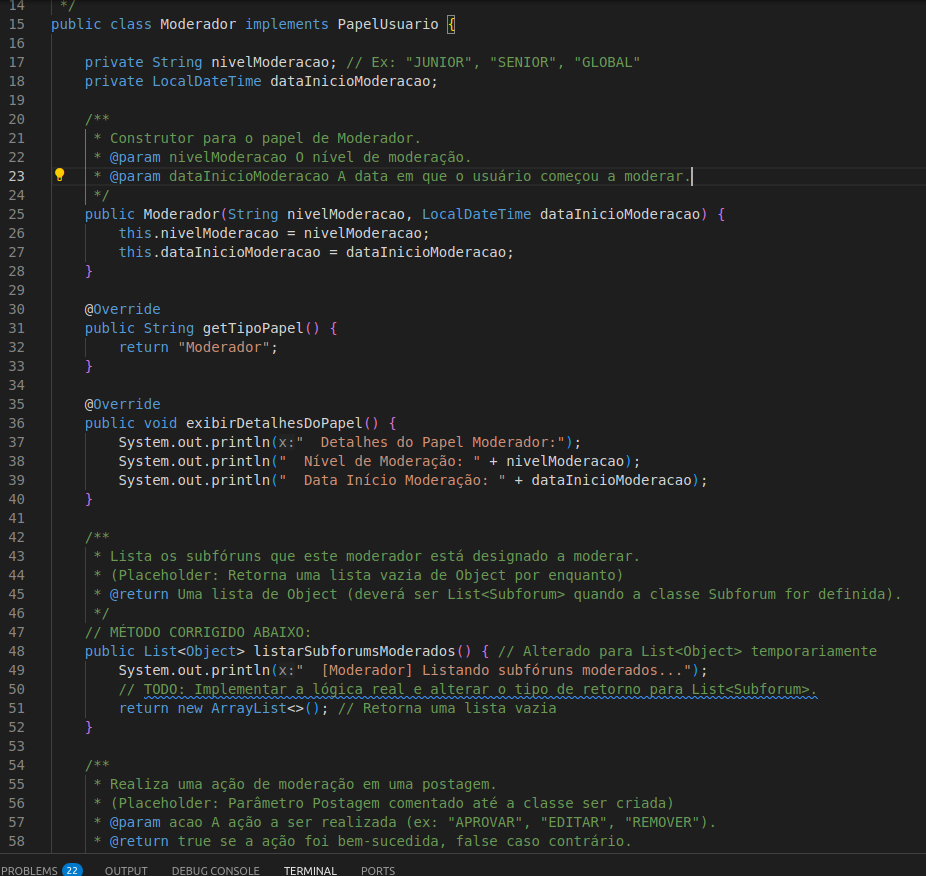 14 */
15 public class Moderador implements PapelUsuario {
16
17 private String nivelModeracao; // Ex: "JUNIOR", "SENIOR", "GLOBAL"
18 private LocalDateTime dataInicioModeracao;
19
20 /**
21 * Construtor para o papel de Moderador.
22 * @param nivelModeracao O nível de moderação.
23 * @param dataInicioModeracao A data em que o usuário começou a moderar.
24 */
25 public Moderador(String nivelModeracao, LocalDateTime dataInicioModeracao) {
26 this.nivelModeracao = nivelModeracao;
27 this.dataInicioModeracao = dataInicioModeracao;
28 }
29
30 @Override
31 public String getTipoPapel() {
32 return "Moderador";
33 }
34
35 @Override
36 public void exibirDetalhesDoPapel() {
37 System.out.println(x:"  Detalhes do Papel Moderador:");
38 System.out.println("  Nível de Moderação: " + nivelModeracao);
39 System.out.println("  Data Início Moderação: " + dataInicioModeracao);
40 }
41
42 /**
43 * Lista os subfóruns que este moderador está designado a moderar.
44 * (Placeholder: Retorna uma lista vazia de Object por enquanto)
45 * @return Uma lista de Object (deverá ser List<Subforum> quando a classe Subforum for definida).
46 */
47 // MÉTODO CORRIGIDO ABAIXO:
48 public List<Object> listarSubforumsModerados() { // Alterado para List<Object> temporariamente
49 System.out.println(x:"  [Moderador] Listando subfóruns moderados...");
50 // TODO: Implementar a lógica real e alterar o tipo de retorno para List<Subforum>.
51 return new ArrayList<>(); // Retorna uma lista vazia
52 }
53
54 /**
55 * Realiza uma ação de moderação em uma postagem.
56 * (Placeholder: Parâmetro Postagem comentado até a classe ser criada)
57 * @param acao A ação a ser realizada (ex: "APROVAR", "EDITAR", "REMOVER").
58 * @return true se a ação foi bem-sucedida, false caso contrário.
PROBLEMS 22 OUTPUT DEBUG CONSOLE TERMINAL PORTS